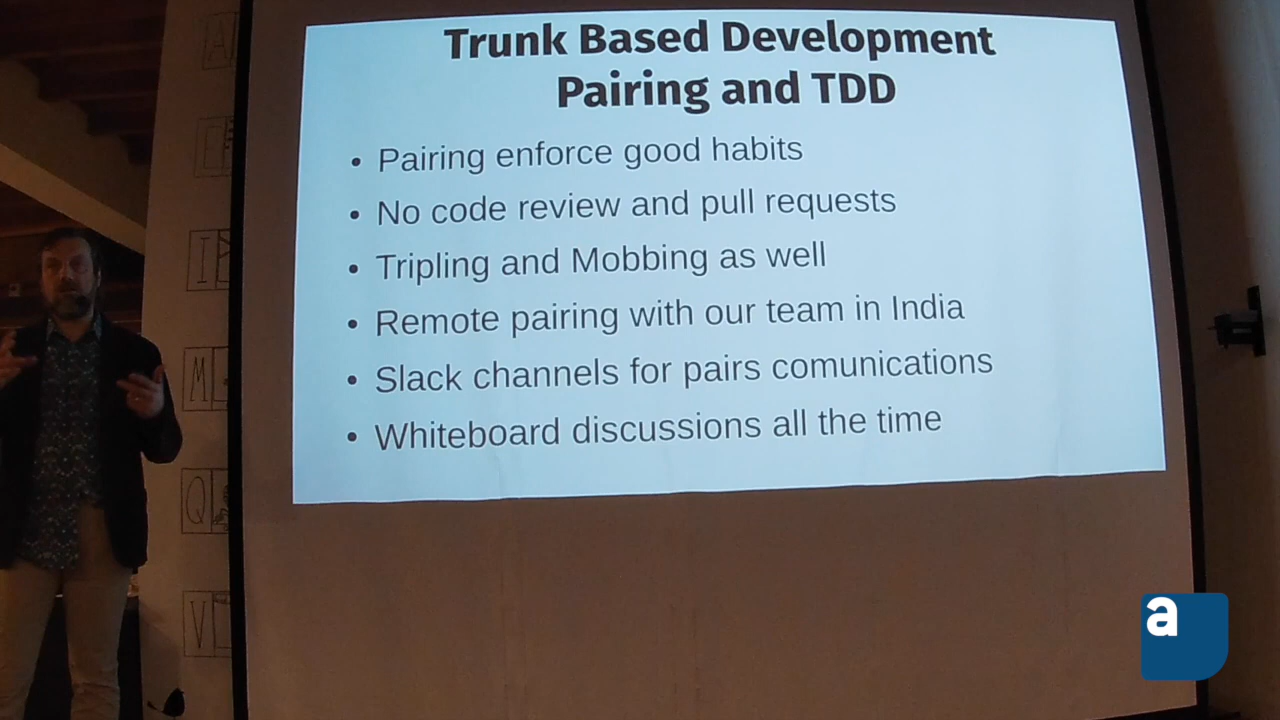 Trunk Based Development
Pairing and TDD
• Pairing enforce good habits
• No code review and pull requests
• Tripling and Mobbing as well
• Remote pairing with our team in India
• Slack channels for pairs comunications
• Whiteboard discussions all the time
A
I
M
Q
V
a